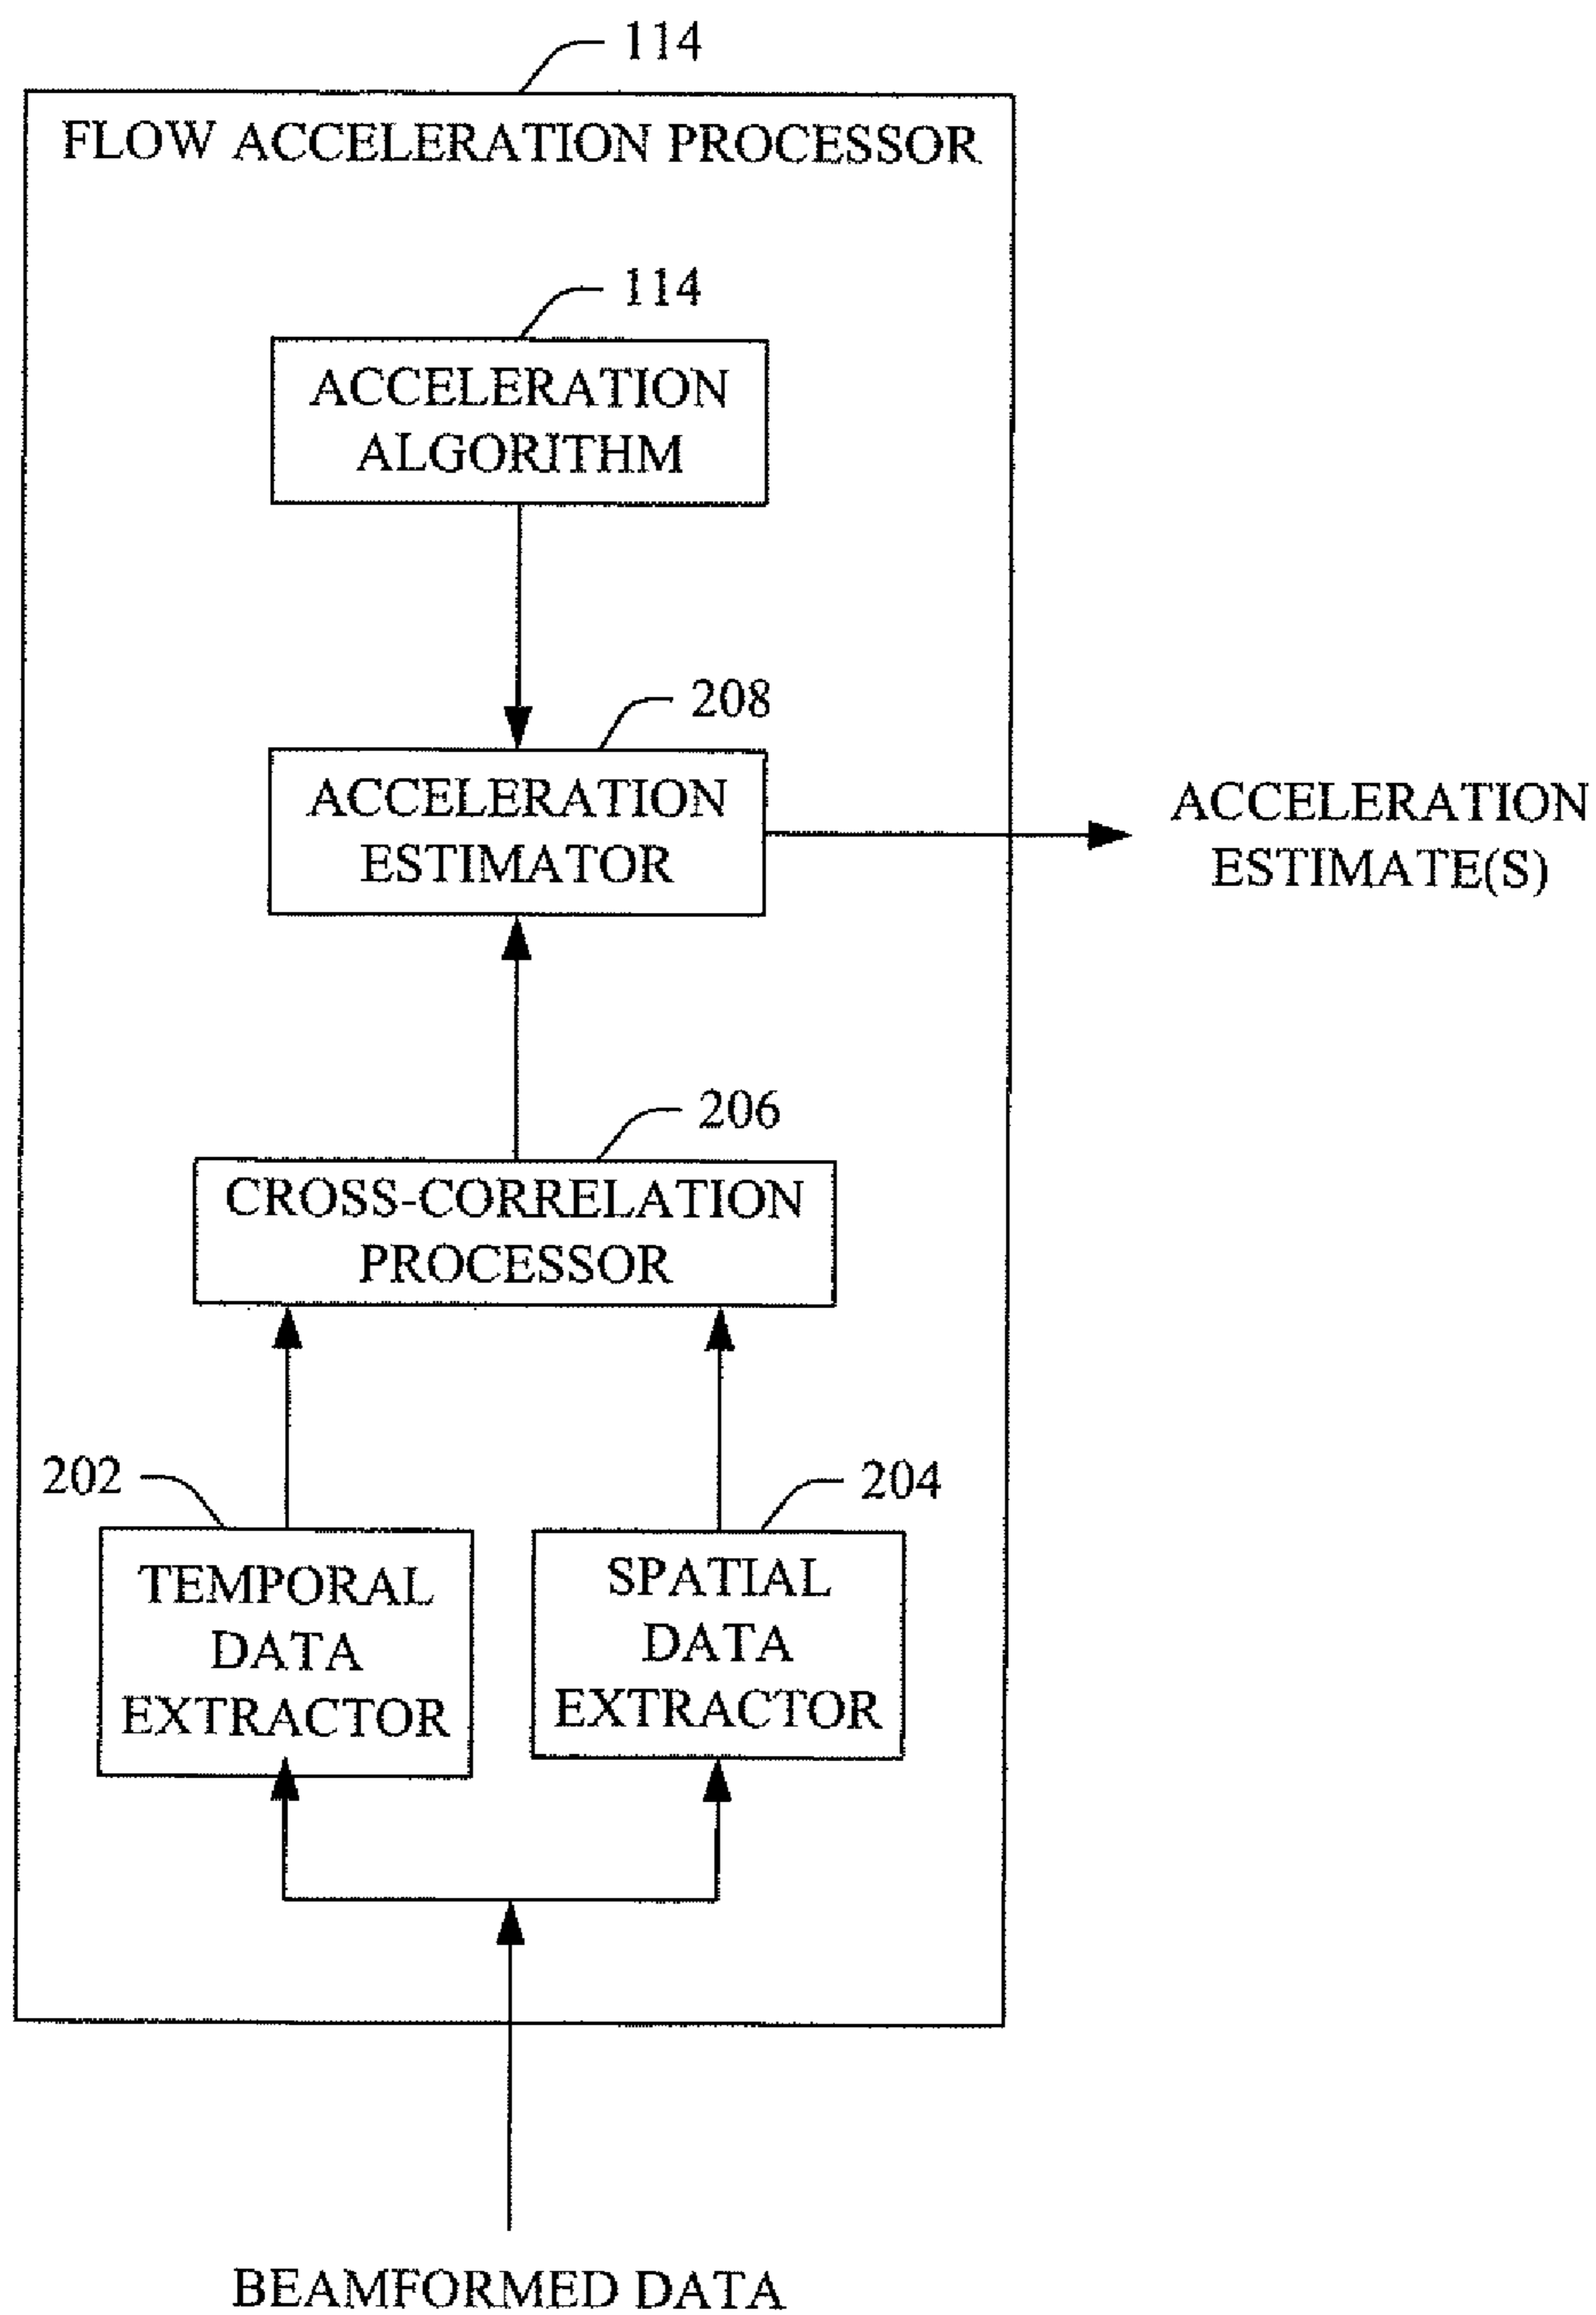 114
FLOW ACCELERATION PROCESSOR
114
ACCELERATION
ALGORITHM
208
ACCELERATION
ESTIMATOR
ACCELERATION
ESTIMATE(S)
206
CROSS-CORRELATION
PROCESSOR
202
204
TEMPORAL
DATA
EXTRACTOR
SPATIAL
DATA
EXTRACTOR
BEAMFORMED DATA